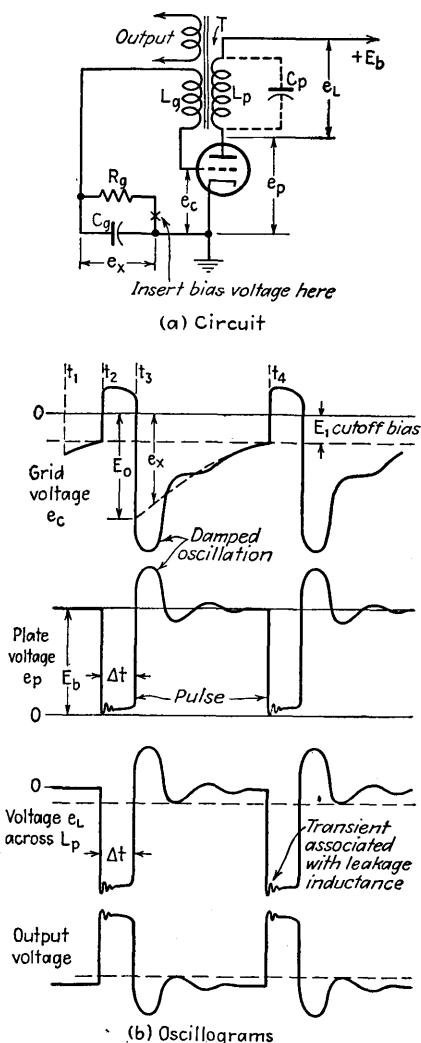 Output
T
+E_b
L_g
L_p
C_p
e_L
R_g
e_c
e_p
C_g
e_x
Insert bias voltage here
(a) Circuit
t_1
t_2
t_3
t_4
0
E_1 cutoff bias
E_o
e_x
Grid
voltage
e_c
Damped
oscillation
Plate
voltage
e_p
E_b
Δt
Pulse
0
0
Voltage e_L
across L_p
Δt
Transient
associated
with leakage
inductance
Output
voltage
(b) Oscillograms